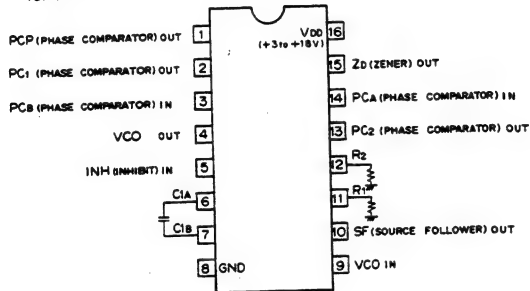 PCP (PHASE COMPARATOR) OUT 1
PC1 (PHASE COMPARATOR) OUT 2
PCB (PHASE COMPARATOR) IN 3
VCO OUT 4
INH (INHIBIT) IN 5
C1A 6
C1B 7
8 GND
VDD 16
(+3 to +18V)
15 ZD (ZENER) OUT
14 PCA (PHASE COMPARATOR) IN
13 PC2 (PHASE COMPARATOR) OUT
12 R2
11 R1
10 SF (SOURCE FOLLOWER) OUT
9 VCO IN